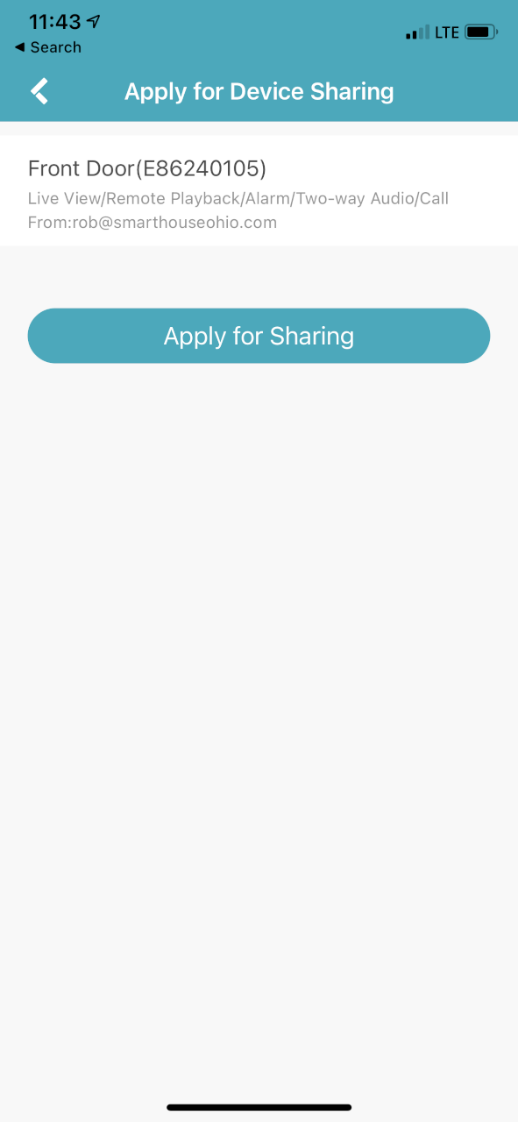 11:43
Search
LTE
Apply for Device Sharing
Front Door(E86240105)
Live View/Remote Playback/Alarm/Two-way Audio/Call
From:rob@smarthouseohio.com
Apply for Sharing